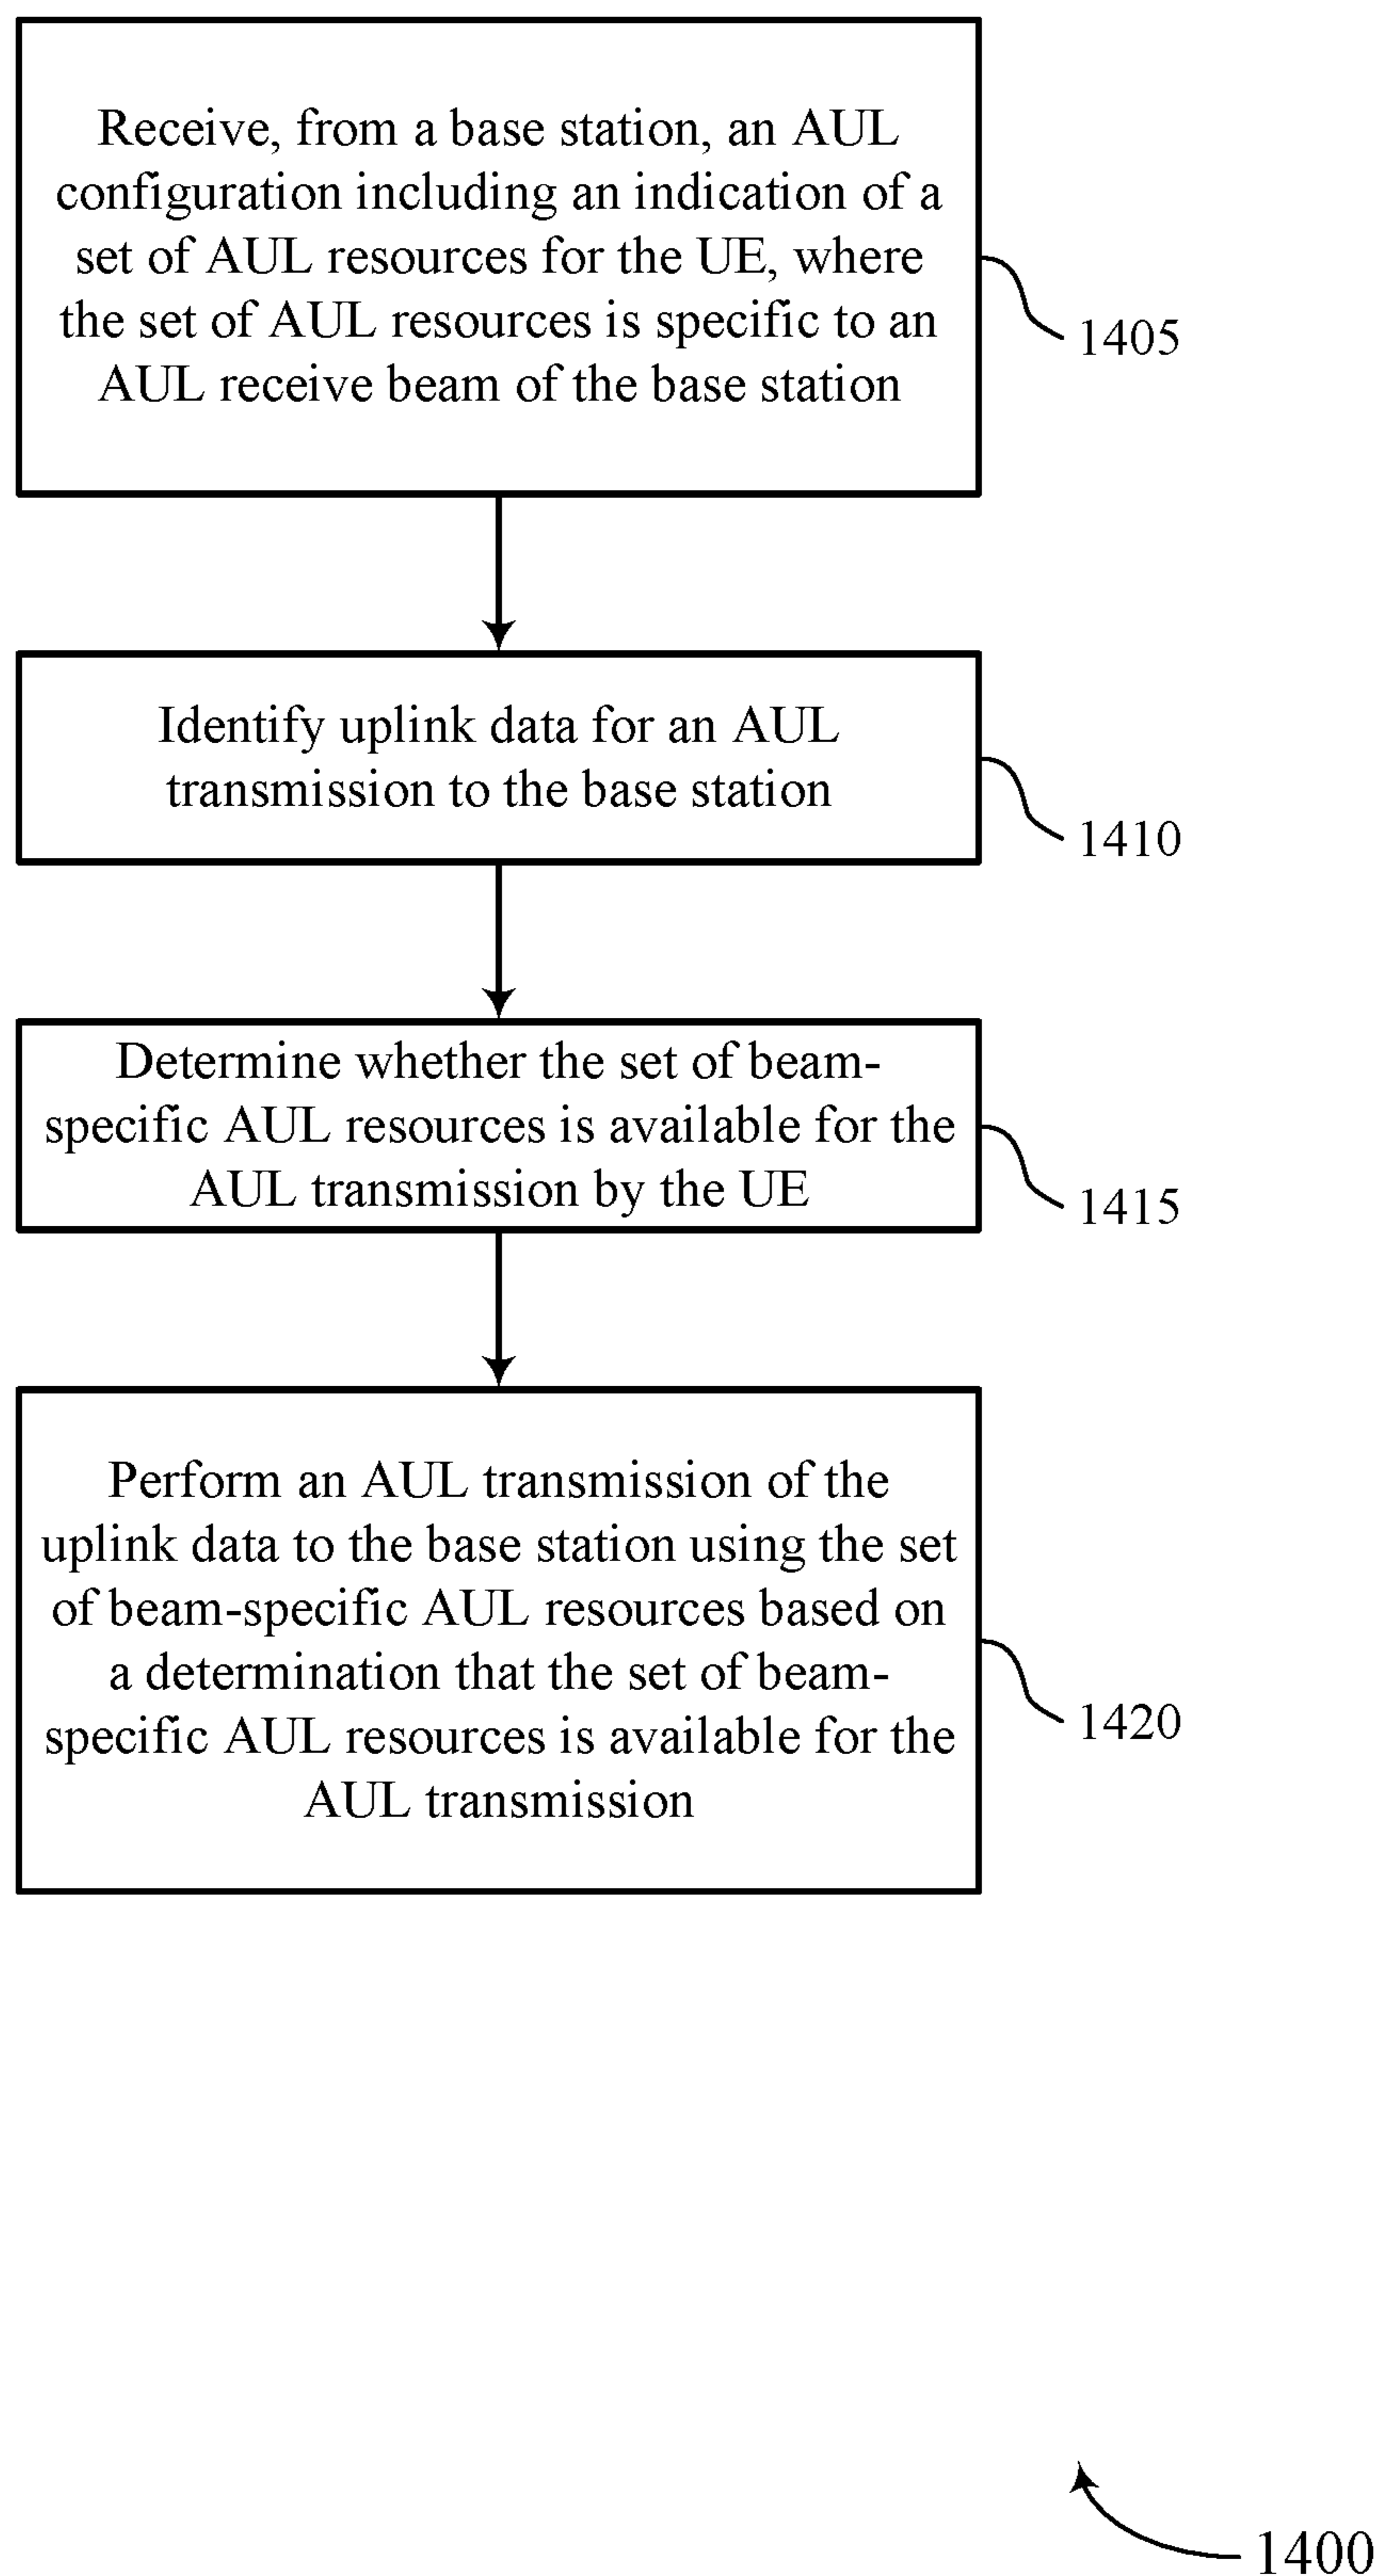 Receive, from a base station, an AUL
configuration including an indication of a
set of AUL resources for the UE, where
the set of AUL resources is specific to an
AUL receive beam of the base station
1405
Identify uplink data for an AUL
transmission to the base station
1410
Determine whether the set of beam-
specific AUL resources is available for the
AUL transmission by the UE
1415
Perform an AUL transmission of the
uplink data to the base station using the set
of beam-specific AUL resources based on
a determination that the set of beam-
specific AUL resources is available for the
AUL transmission
1420
1400